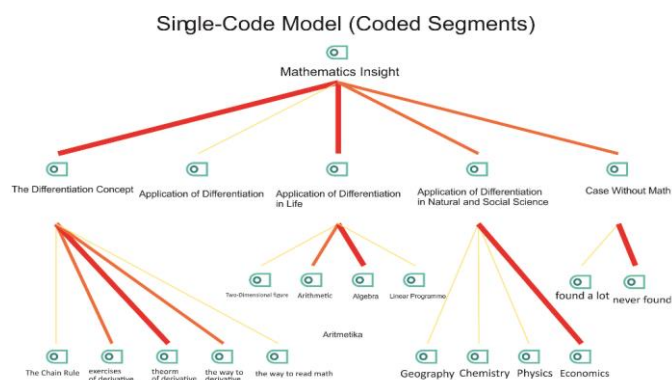 Single-Code Model (Coded Segments)
Mathematics Insight
The Differentiation Concept
Application of Differentiation
Application of Differentiation
in Life
Application of Differentiation
in Natural and Social Science
Case Without Math
Two-Dimensional figure
Arithmetic
Algebra
Linear Programme
found a lot
never found
Aritmetika
The Chain Rule
exercises
of derivative
theorm
of derivative
the way to
derivative
the way to read math
Geography
Chemistry
Physics
Economics